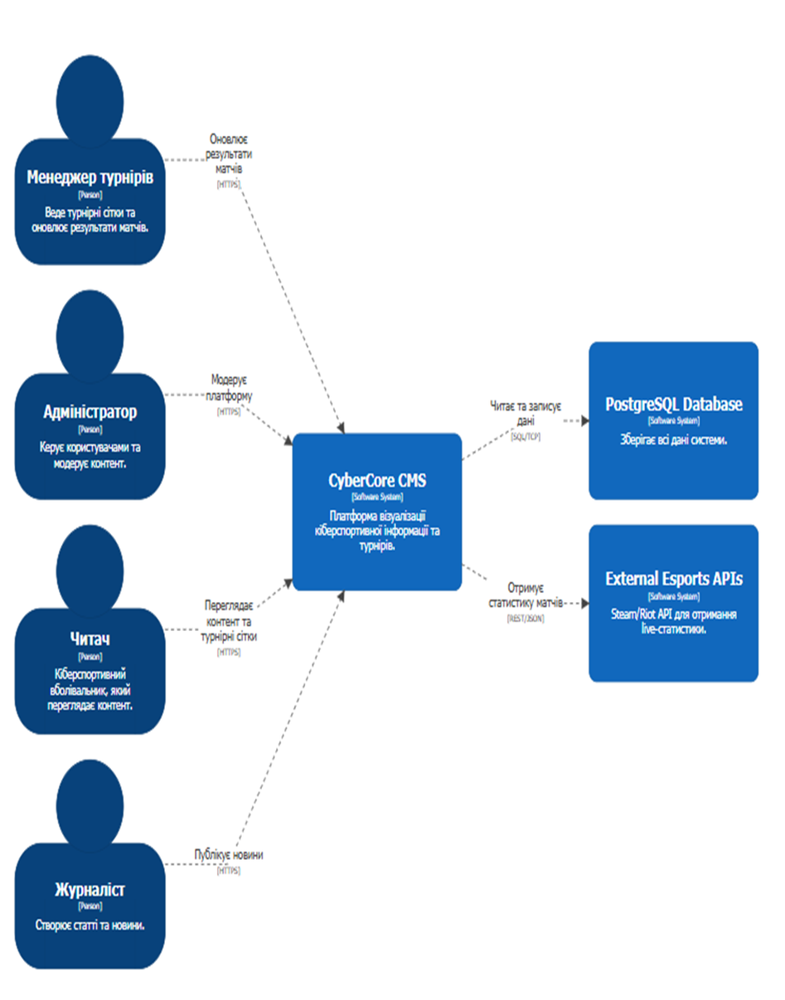 Менеджер турнірів
[Person]
Веде турнірні сітки та
оновлює результати матчів.
Оновлює
результати
матчів
[HTTPS]
Адміністратор
[Person]
Керує користувачами та
модерує контент.
Модерує
платформу
[HTTPS]
Читач
[Person]
Кіберспортивний
вболівальник, який
переглядає контент.
Переглядає
контент та
турнірні сітки
[HTTPS]
Журналіст
[Person]
Створює статті та новини.
Публікує новини
[HTTPS]
CyberCore CMS
[Software System]
Платформа візуалізації
кіберспортивної інформації та
турнірів.
Читає та записує
дані
[SQL/TCP]
PostgreSQL Database
[Software System]
Зберігає всі дані системи.
Отримує
статистику матчів
[REST/JSON]
External Esports APIs
[Software System]
Steam/Riot API для отримання
live-статистики.